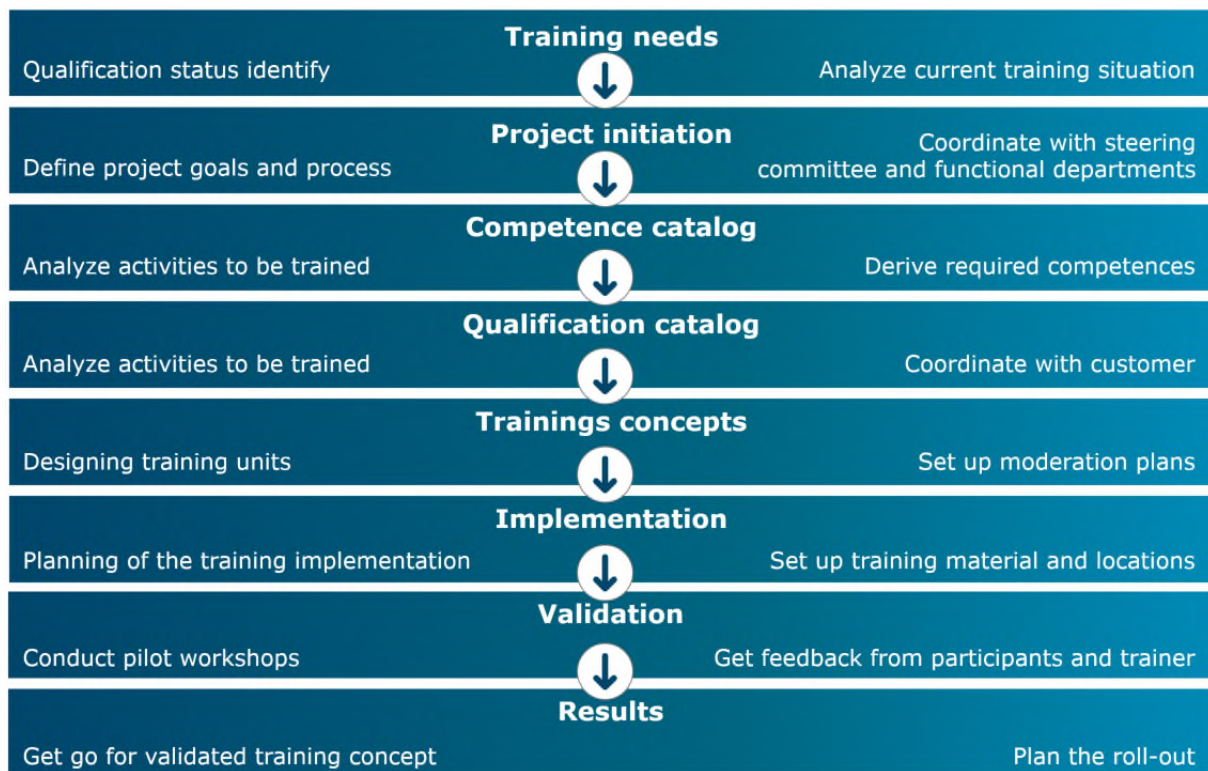 Training needs
Qualification status identify
Analyze current training situation
Project initiation
Define project goals and process
Coordinate with steering
committee and functional departments
Competence catalog
Analyze activities to be trained
Derive required competences
Qualification catalog
Analyze activities to be trained
Coordinate with customer
Trainings concepts
Designing training units
Set up moderation plans
Implementation
Planning of the training implementation
Set up training material and locations
Validation
Conduct pilot workshops
Get feedback from participants and trainer
Results
Get go for validated training concept
Plan the roll-out